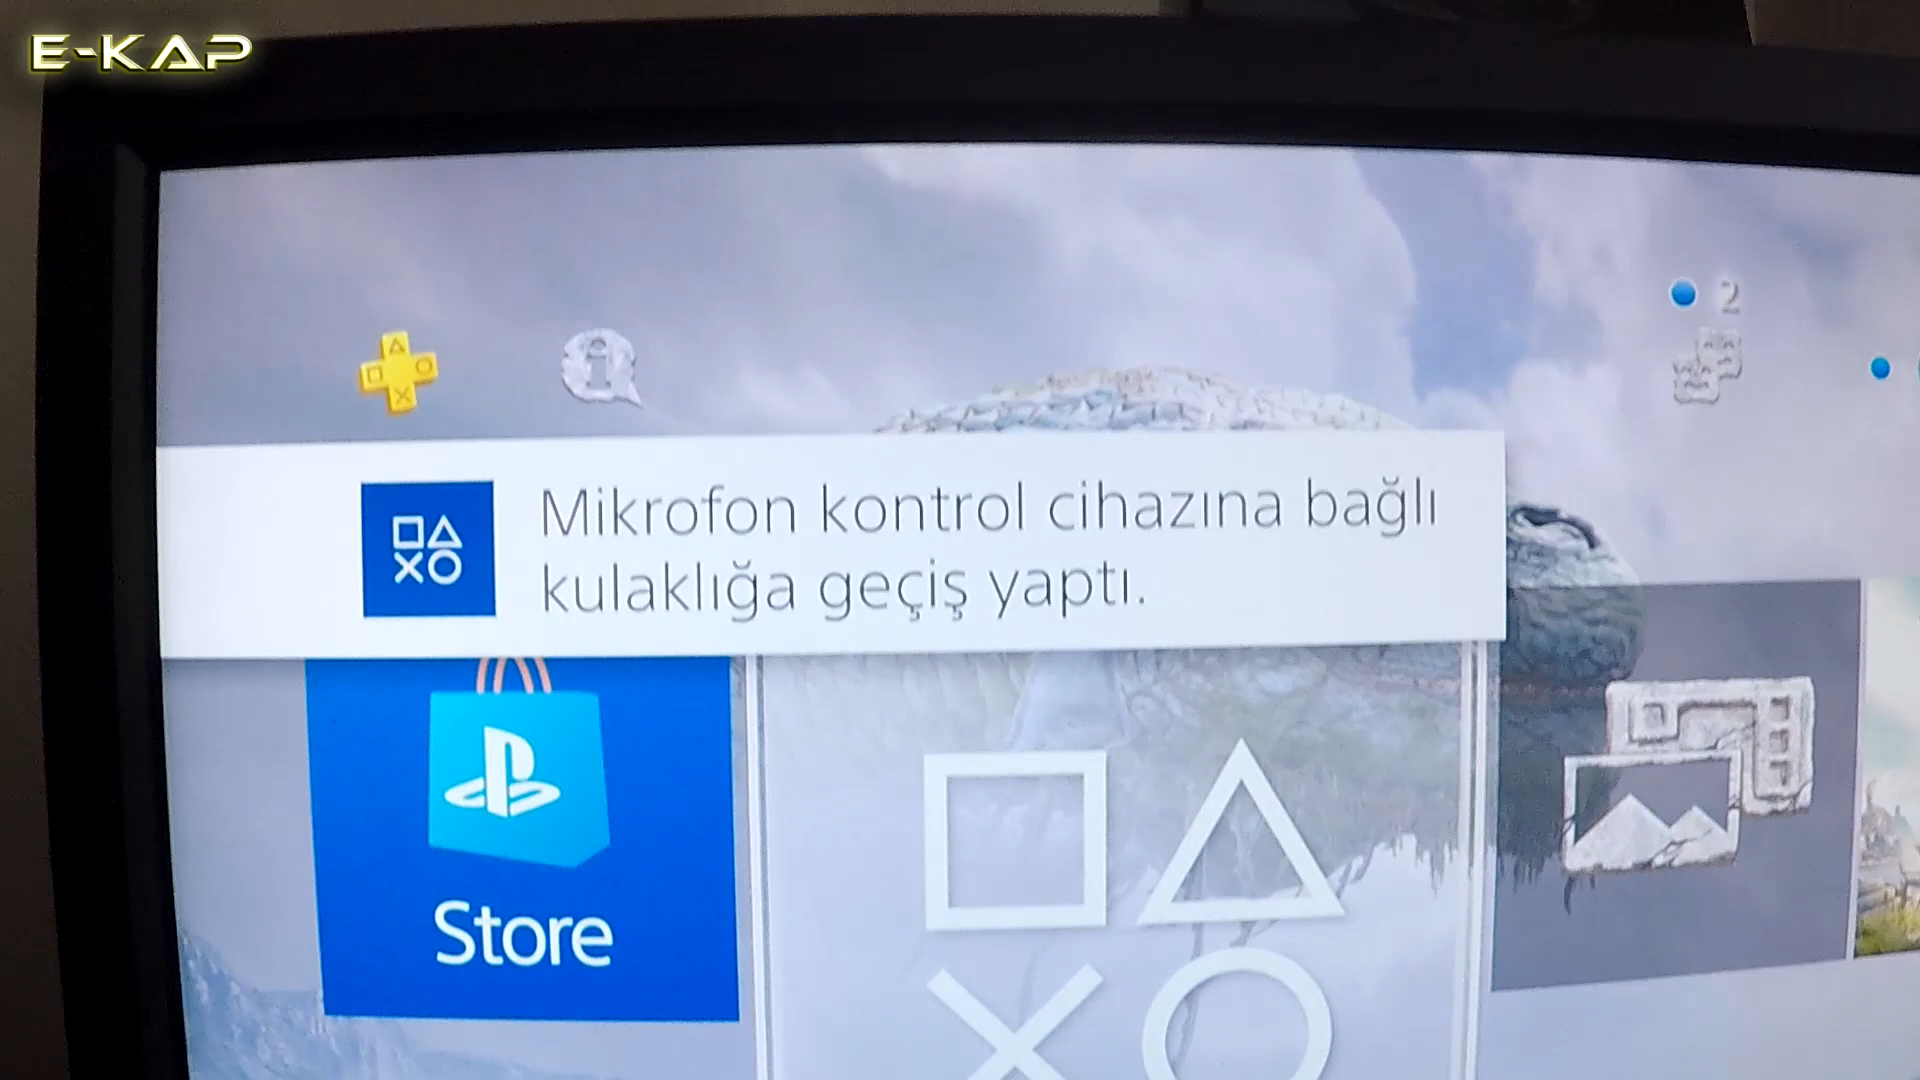 E-KAP
2
Mikrofon kontrol cihazına bağlı
kulaklığa geçiş yaptı.
Store